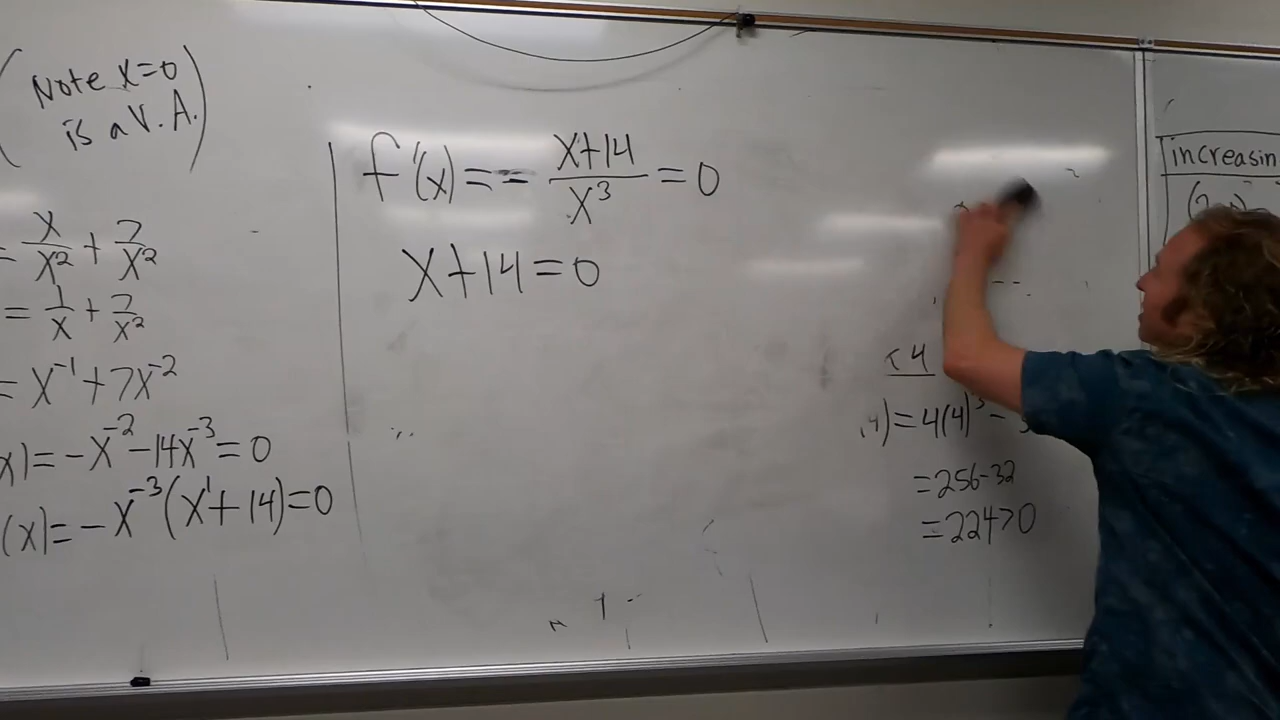 (Note x=0
is a V.A.)
= x/x² + 7/x²
= 1/x + 7/x²
= x⁻¹ + 7x⁻²
x) = -x⁻² - 14x⁻³ = 0
(x) = -x⁻³(x¹ + 14) = 0
f'(x) = - (x+14)/x³ = 0
x+14=0
4
4) = 4(4)³ -
= 256-32
= 224>0
increasin